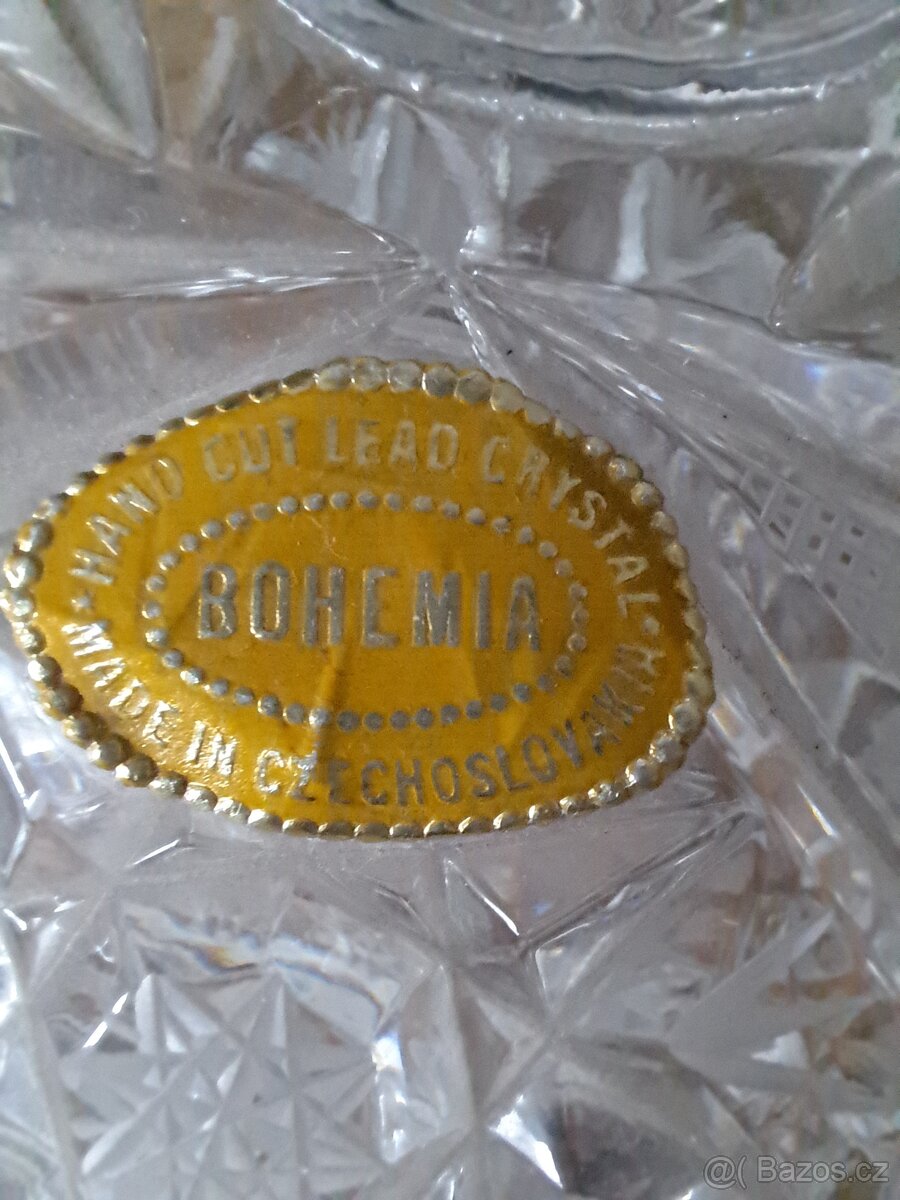 • HAND CUT LEAD CRYSTAL •
BOHEMIA
MADE IN CZECHOSLOVAKIA
@( Bazos.cz